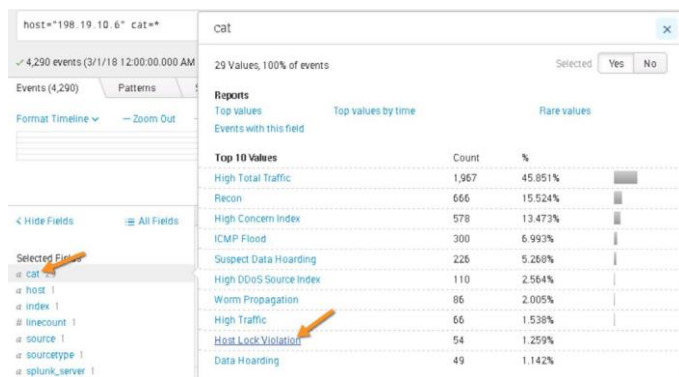 host="198.19.10.6" cat=*
✓ 4,290 events (3/1/18 12:00:00.000 AM
Events (4,290) Patterns
Format Timeline — Zoom Out
< Hide Fields All Fields
Selected Fields
a cat 29
a host 1
a index 1
# linecount 1
a source 1
a sourcetype 1
a splunk_server 1
cat
29 Values, 100% of events Selected Yes No
Reports
Top values Top values by time Rare values
Events with this field
Top 10 Values Count %
High Total Traffic 1,967 45.851%
Recon 666 15.524%
High Concern Index 578 13.473%
ICMP Flood 300 6.993%
Suspect Data Hoarding 226 5.268%
High DDoS Source Index 110 2.564%
Worm Propagation 86 2.005%
High Traffic 66 1.538%
Host Lock Violation 54 1.259%
Data Hoarding 49 1.142%